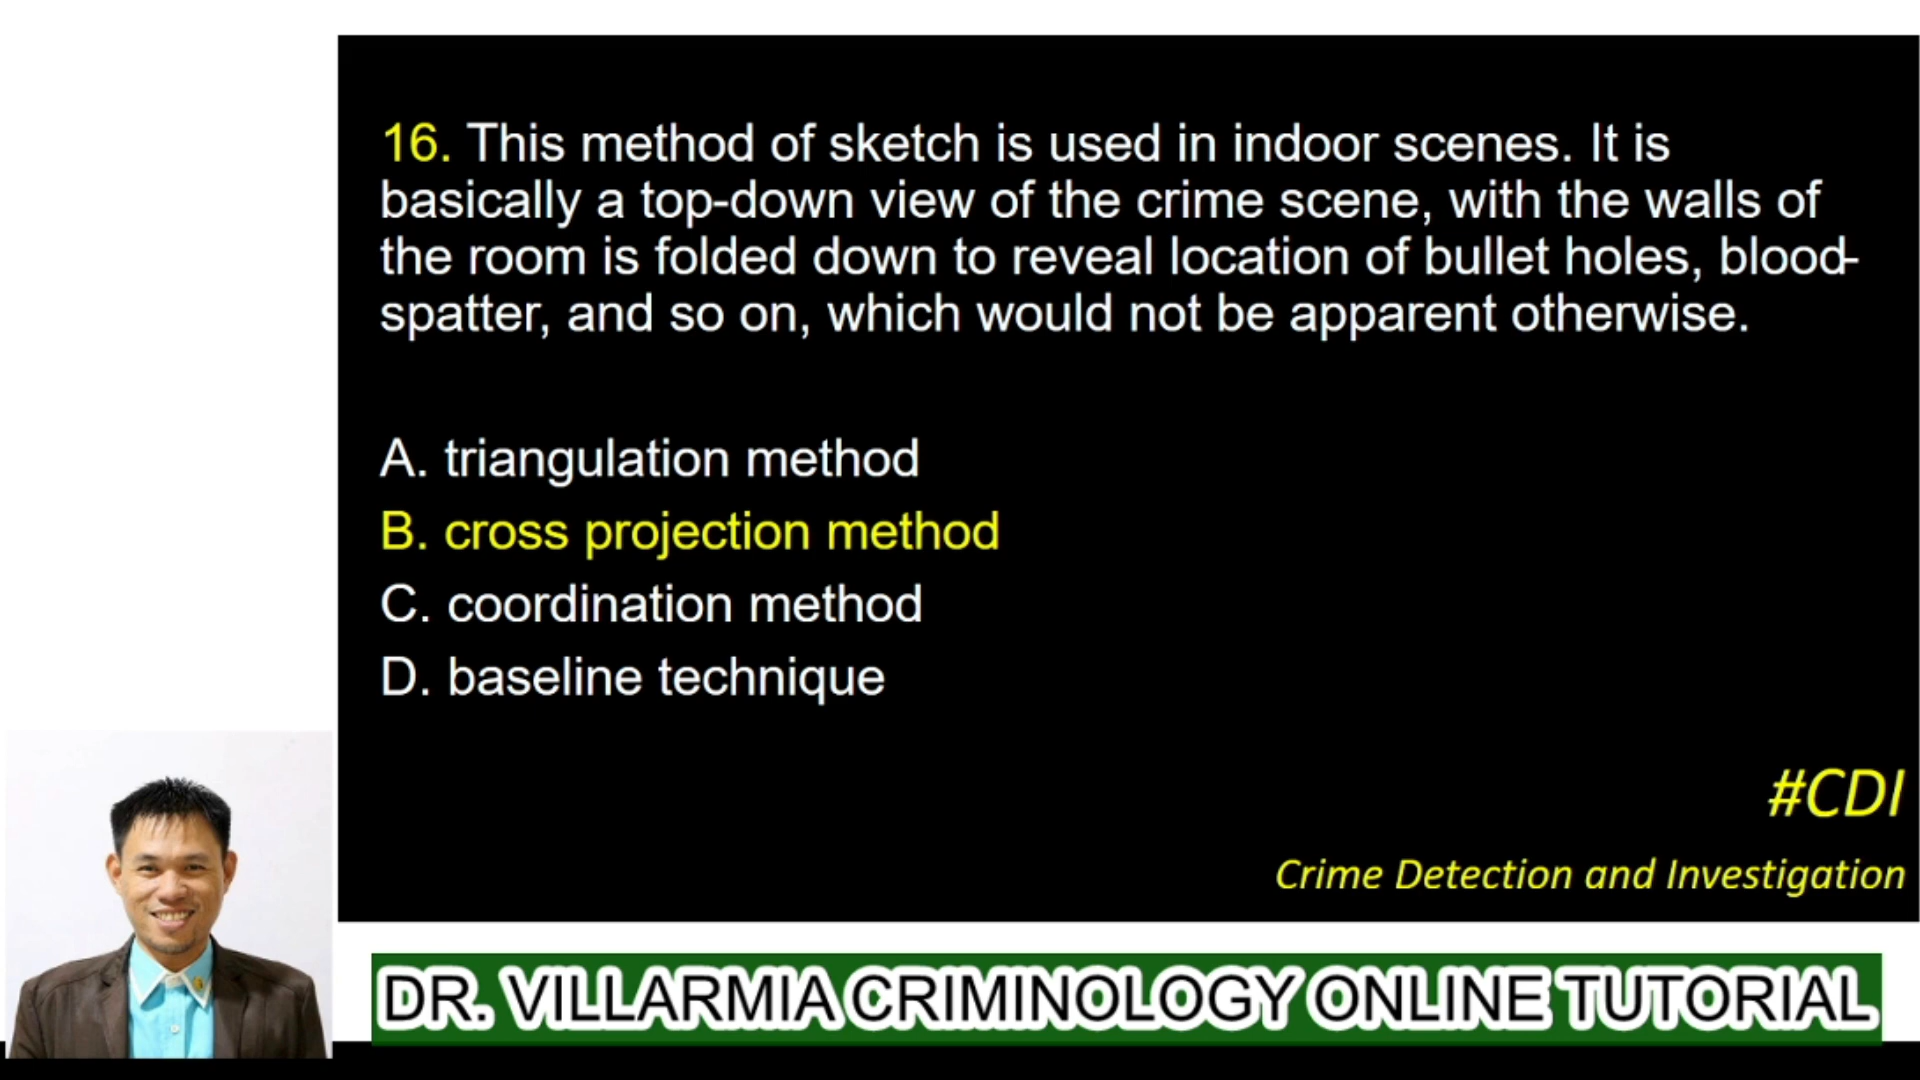 16. This method of sketch is used in indoor scenes. It is
basically a top-down view of the crime scene, with the walls of
the room is folded down to reveal location of bullet holes, blood-
spatter, and so on, which would not be apparent otherwise.
A. triangulation method
B. cross projection method
C. coordination method
D. baseline technique
#CDI
Crime Detection and Investigation
DR. VILLARMIA CRIMINOLOGY ONLINE TUTORIAL